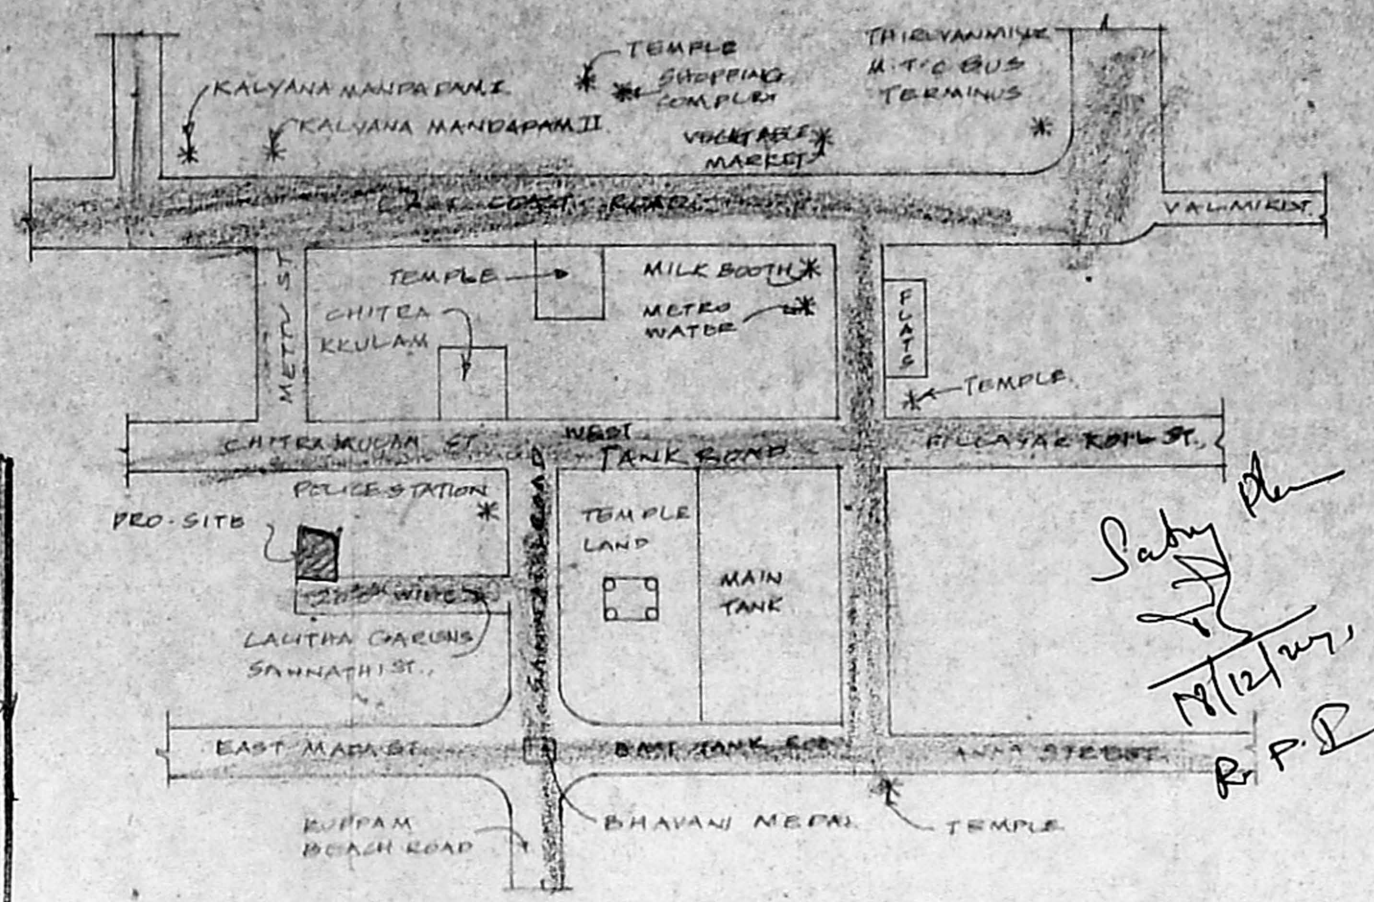 TEMPLE
SHOPPING
COMPLEX
THIRUVANMIYUR
M.T.C BUS
TERMINUS
KALYANA MANDAPAM I
KALYANA MANDAPAM II
VEGETABLE
MARKET
EAST COAST ROAD
VALMIKI ST.
METTU ST
TEMPLE
MILK BOOTH
CHITRA
KKULAM
METRO
WATER
FLATS
TEMPLE
CHITRAKULAM ST.
WEST
TANK ROAD
PILLAYAR KOIL ST.
POLICE STATION
PRO-SITE
TEMPLE
LAND
ROAD
MAIN
TANK
WIDE
LALITHA GARDENS
SANNATHI ST.,
EAST MADA ST.
EAST TANK
ANNA STREET.
KUPPAM
BEACH ROAD
BHAVANI MEDAI
TEMPLE